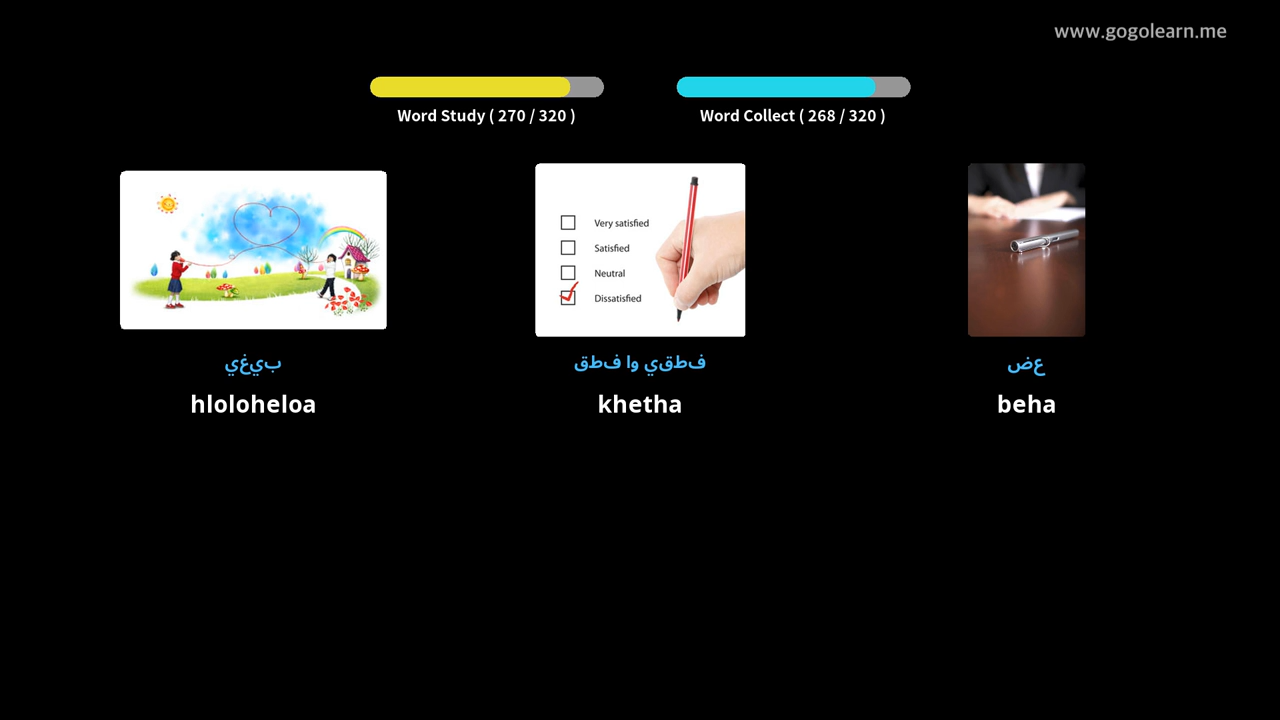 www.gogolearn.me
Word Study ( 270 / 320 )
Word Collect ( 268 / 320 )
Very satisfied
Satisfied
Neutral
Dissatisfied
بيغي
فطقي وا فطق
عض
hloloheloa
khetha
beha